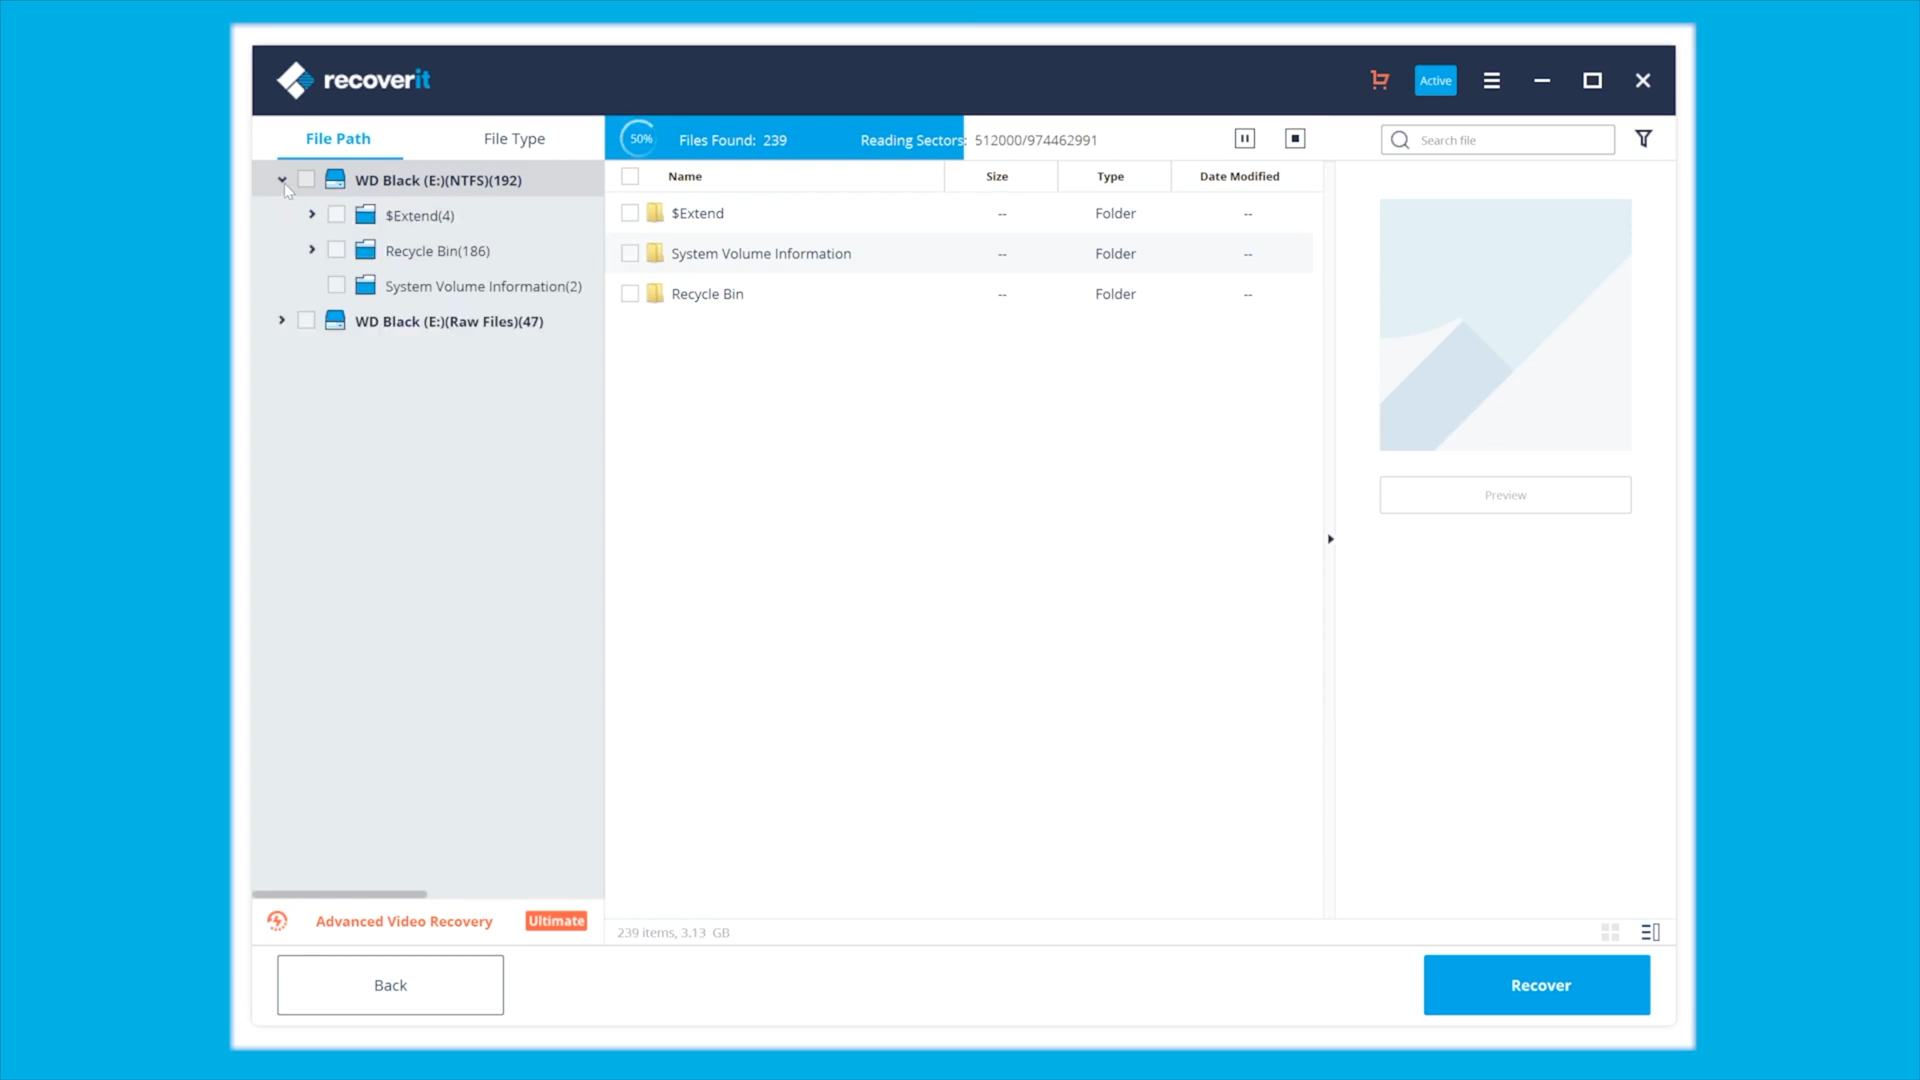 recoverit
Active
File Path
File Type
50%
Files Found: 239
Reading Sectors: 512000/974462991
Search file
WD Black (E:)(NTFS)(192)
$Extend(4)
Recycle Bin(186)
System Volume Information(2)
WD Black (E:)(Raw Files)(47)
Name Size Type Date Modified
$Extend -- Folder --
System Volume Information -- Folder --
Recycle Bin -- Folder --
Preview
Advanced Video Recovery Ultimate
239 items, 3.13 GB
Back
Recover